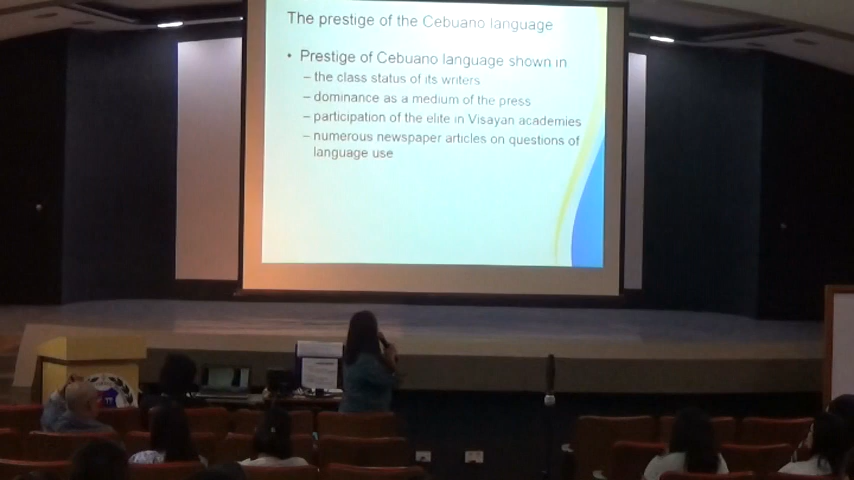 The prestige of the Cebuano language
• Prestige of Cebuano language shown in
– the class status of its writers
– dominance as a medium of the press
– participation of the elite in Visayan academies
– numerous newspaper articles on questions of
language use